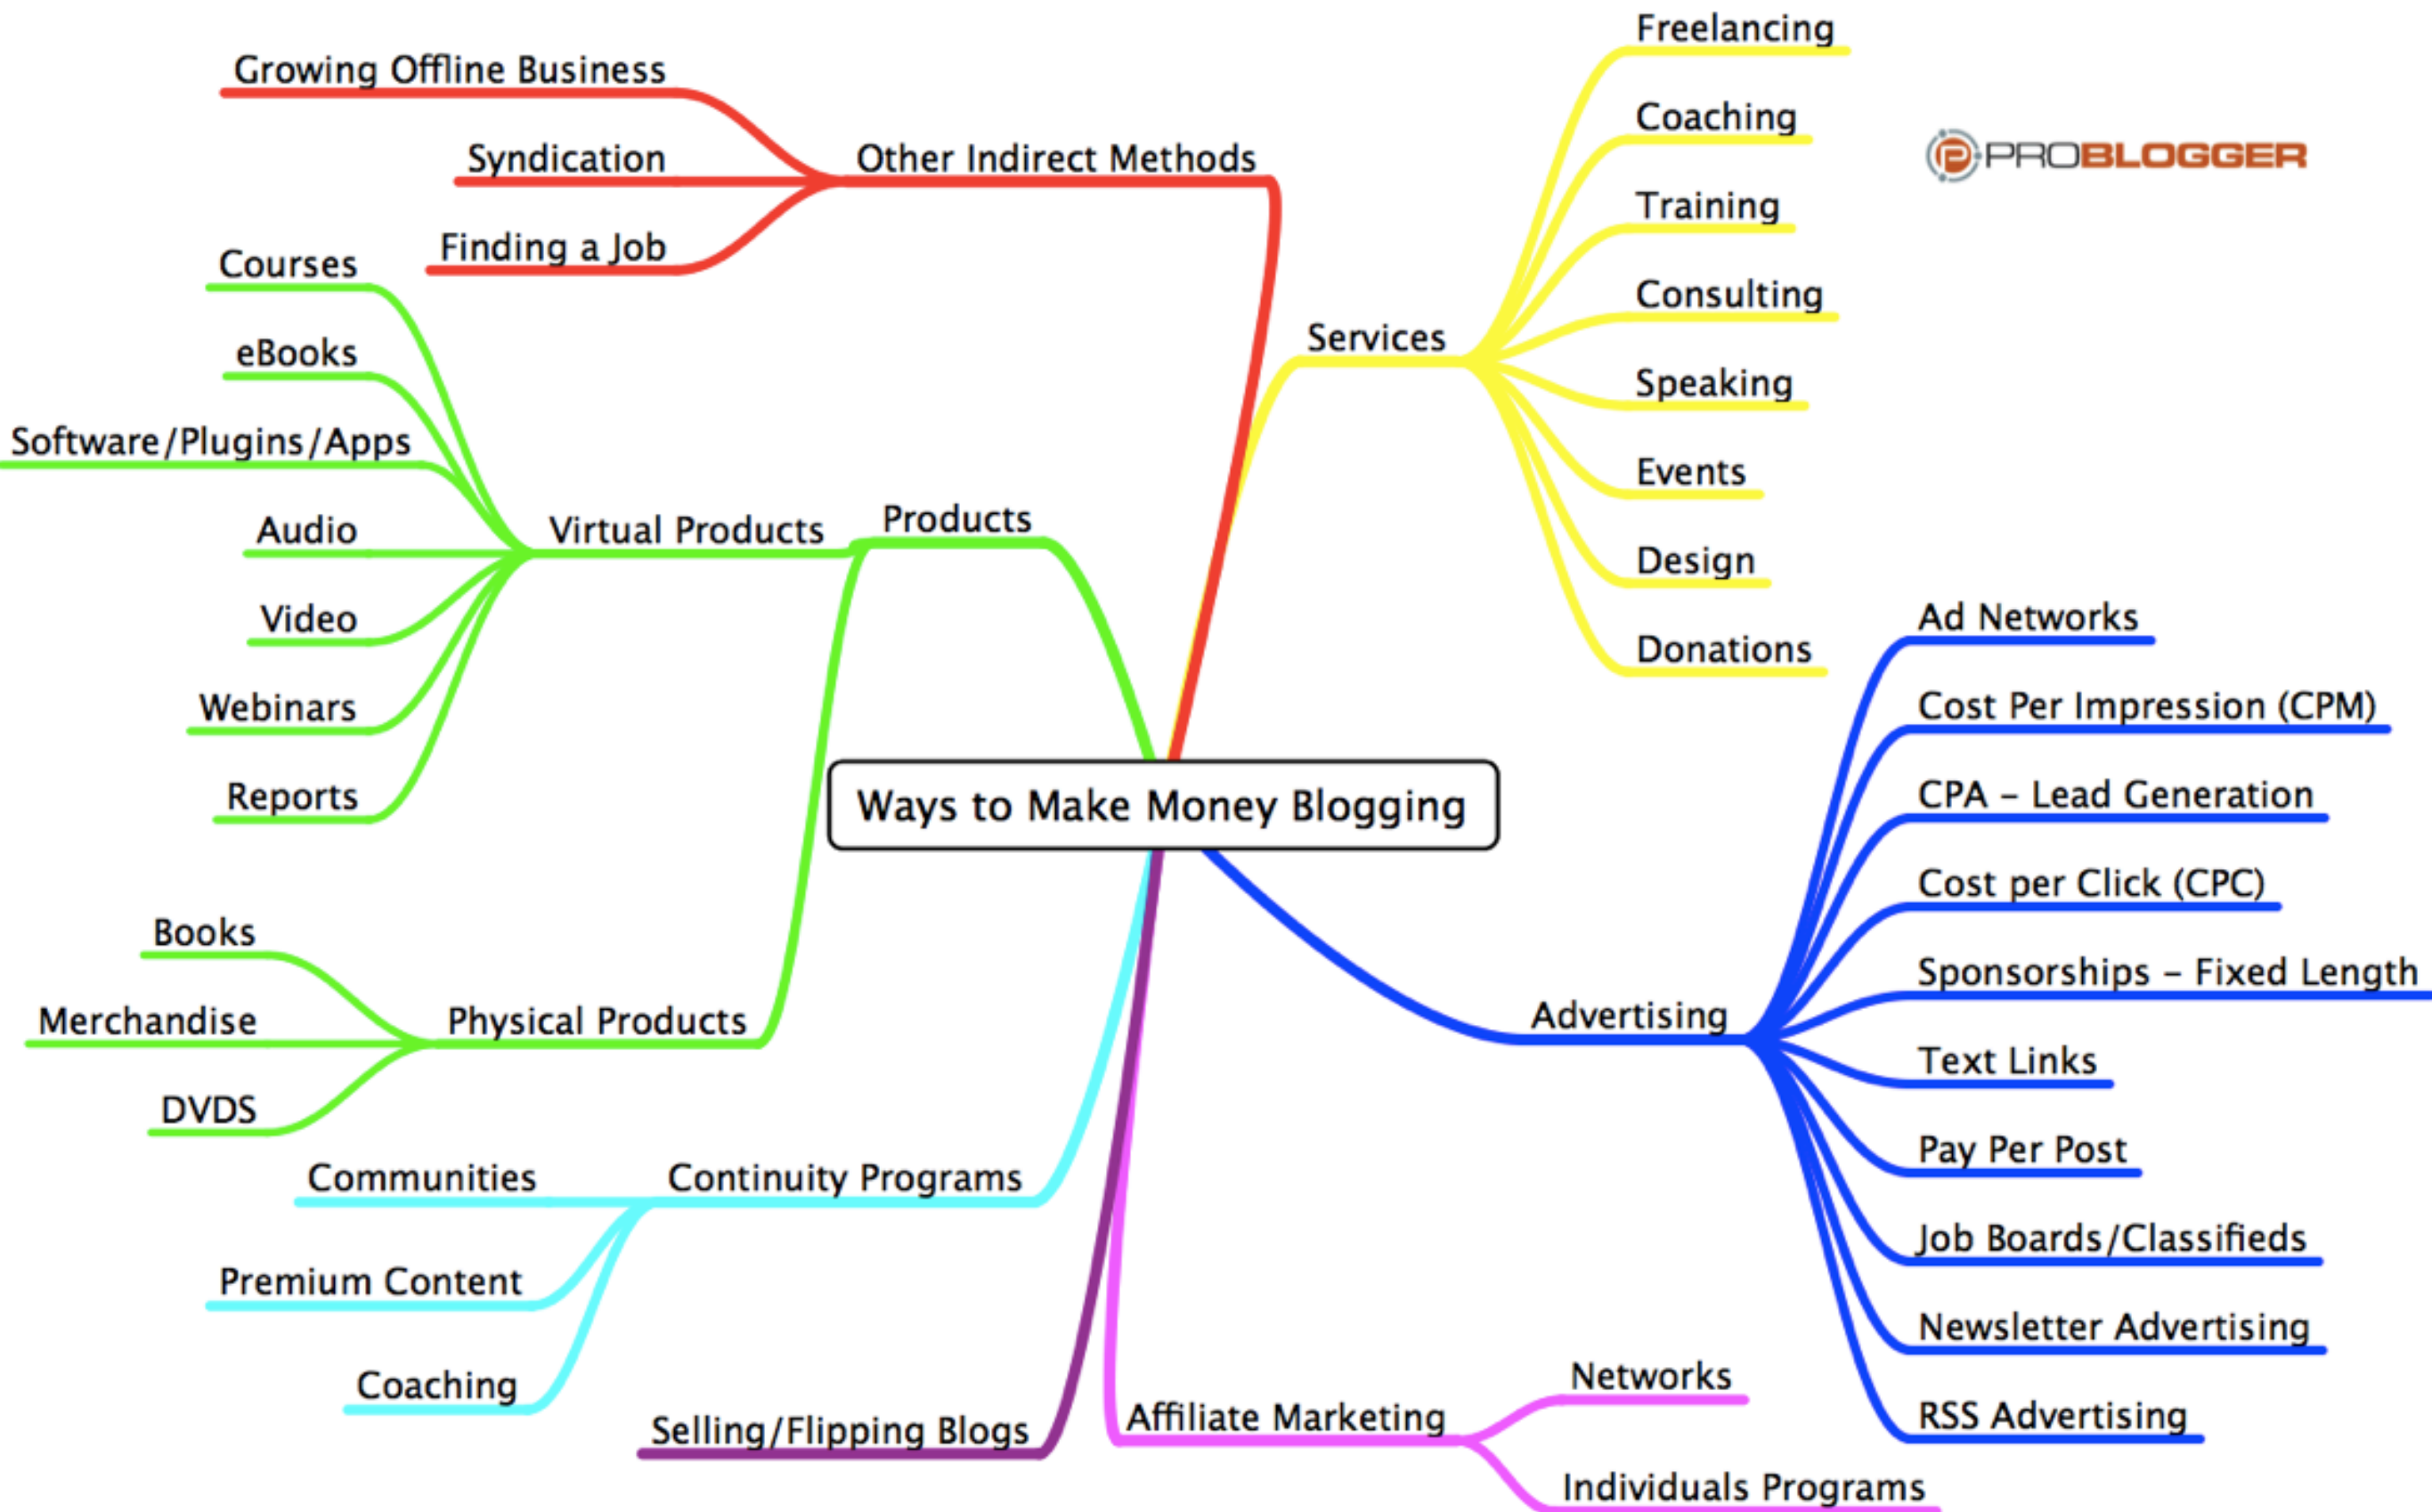 Growing Offline Business
Syndication
Other Indirect Methods
Finding a Job
Courses
eBooks
Software/Plugins/Apps
Audio
Virtual Products
Products
Video
Webinars
Reports
Books
Merchandise
Physical Products
DVDS
Communities
Continuity Programs
Premium Content
Coaching
Selling/Flipping Blogs
Ways to Make Money Blogging
Freelancing
Coaching
PROBLOGGER
Training
Consulting
Services
Speaking
Events
Design
Donations
Ad Networks
Cost Per Impression (CPM)
CPA – Lead Generation
Cost per Click (CPC)
Sponsorships – Fixed Length
Advertising
Text Links
Pay Per Post
Job Boards/Classifieds
Newsletter Advertising
RSS Advertising
Networks
Affiliate Marketing
Individuals Programs